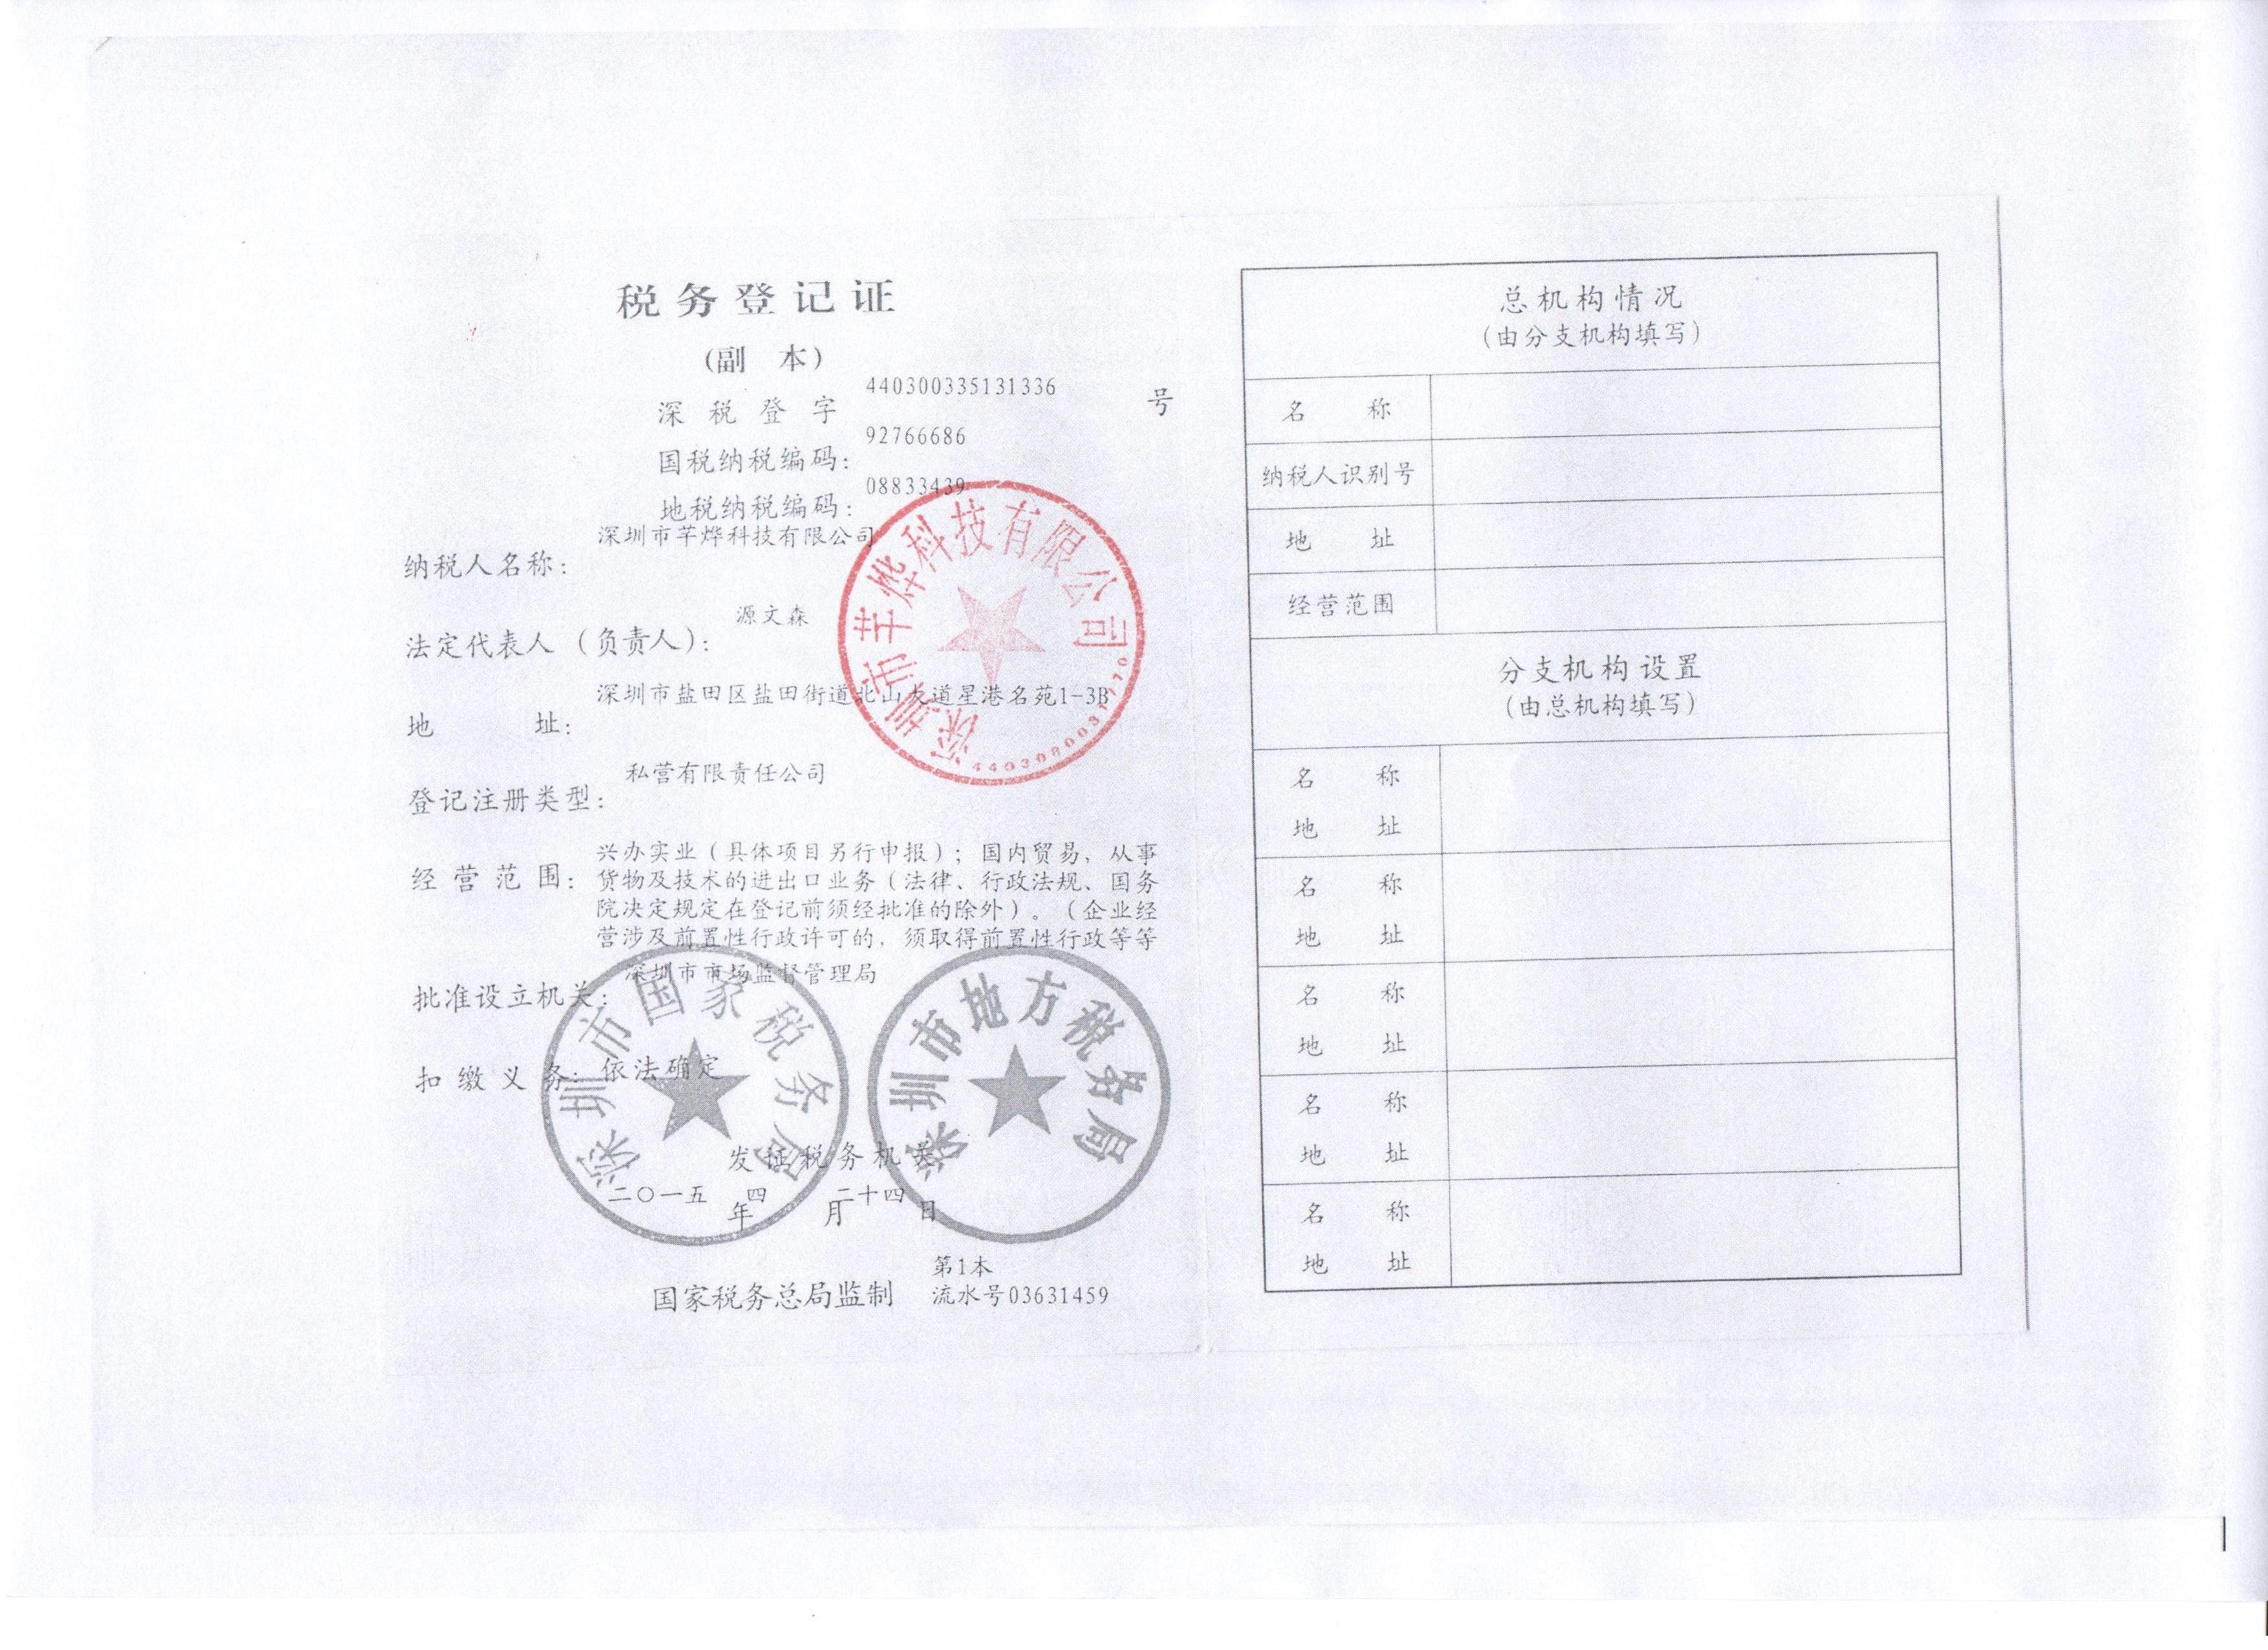 税务登记证
(副 本)
深税登字 440300335131336 号
国税纳税编码: 92766686
地税纳税编码: 08833439
纳税人名称: 深圳市芊烨科技有限公司
法定代表人(负责人): 源文森
地 址: 深圳市盐田区盐田街道北山大道星港名苑1-3B
登记注册类型: 私营有限责任公司
经营范围: 兴办实业(具体项目另行申报);国内贸易,从事
货物及技术的进出口业务(法律、行政法规、国务
院决定规定在登记前须经批准的除外)。(企业经
营涉及前置性行政许可的,须取得前置性行政等等
批准设立机关: 深圳市市场监督管理局
扣缴义务: 依法确定
发证税务机关
二〇一五年四月二十四日
第1本
国家税务总局监制 流水号03631459
深圳市芊烨科技有限公司
深圳市国家税务局
深圳市地方税务局
总机构情况
(由分支机构填写)
名 称
纳税人识别号
地 址
经营范围
分支机构设置
(由总机构填写)
名 称
地 址
名 称
地 址
名 称
地 址
名 称
地 址
名 称
地 址